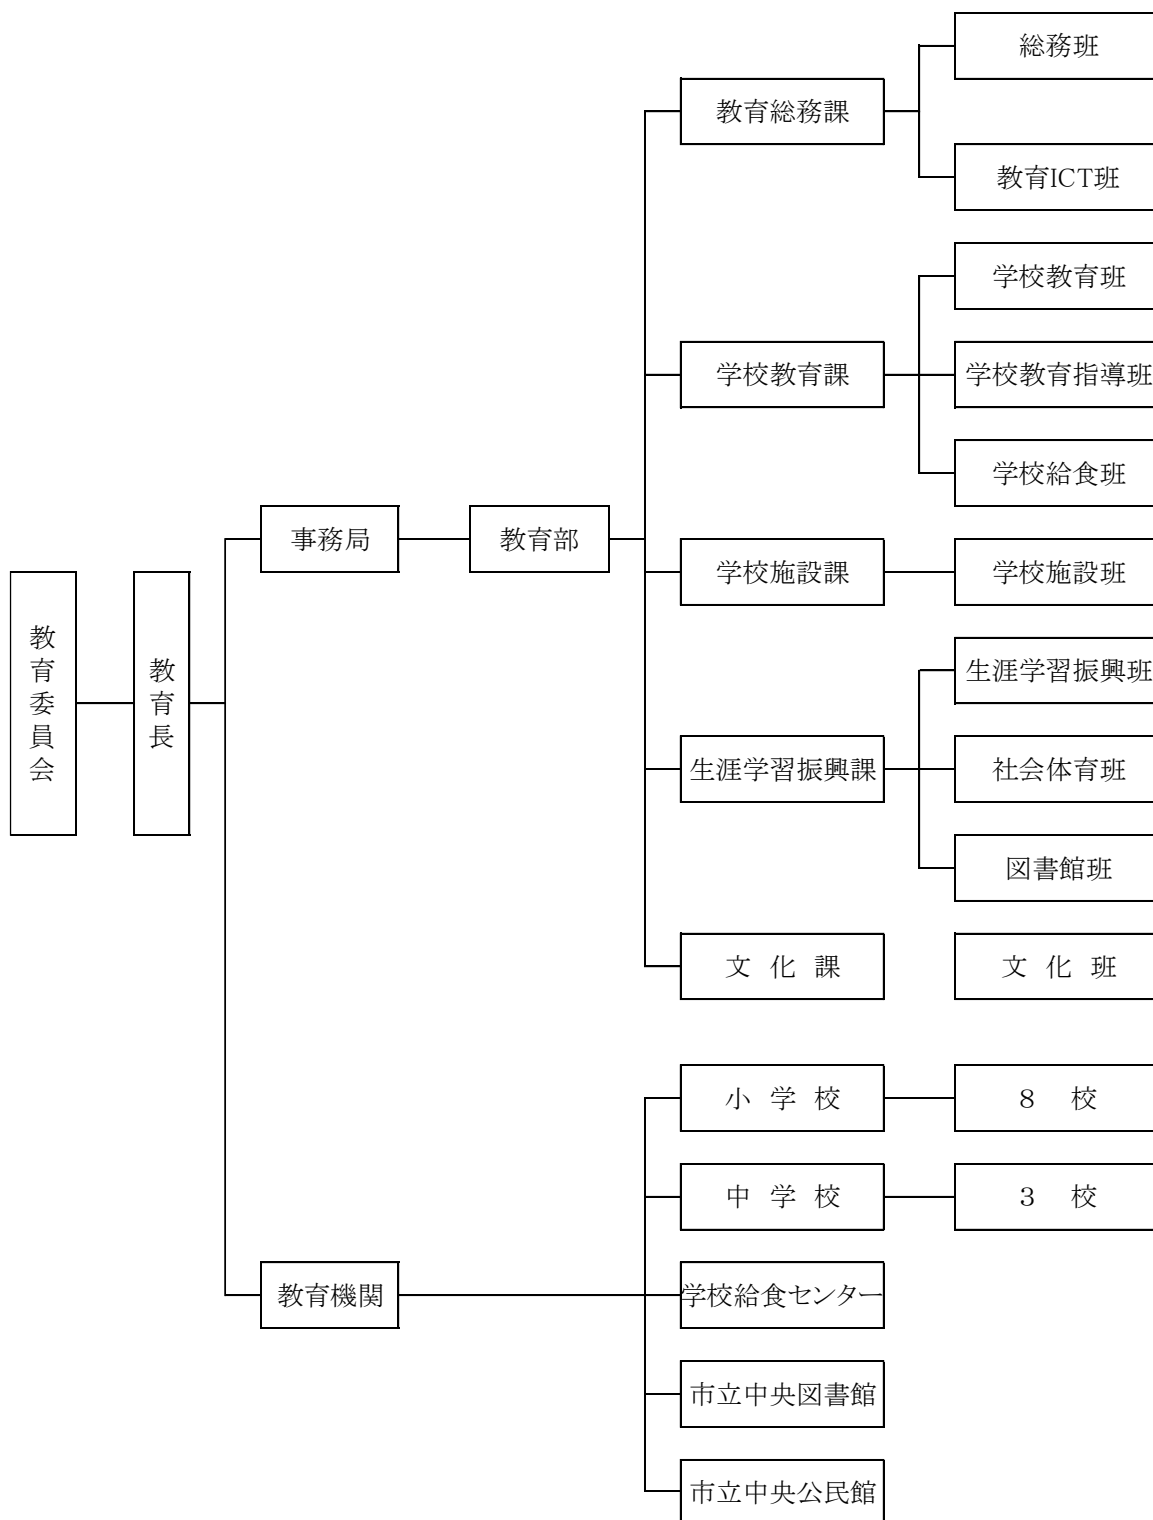 教育委員会
教育長
事務局
教育部
教育総務課
総務班
教育ICT班
学校教育課
学校教育班
学校教育指導班
学校給食班
学校施設課
学校施設班
生涯学習振興課
生涯学習振興班
社会体育班
図書館班
文 化 課
文 化 班
教育機関
小 学 校
８ 校
中 学 校
３ 校
学校給食センター
市立中央図書館
市立中央公民館